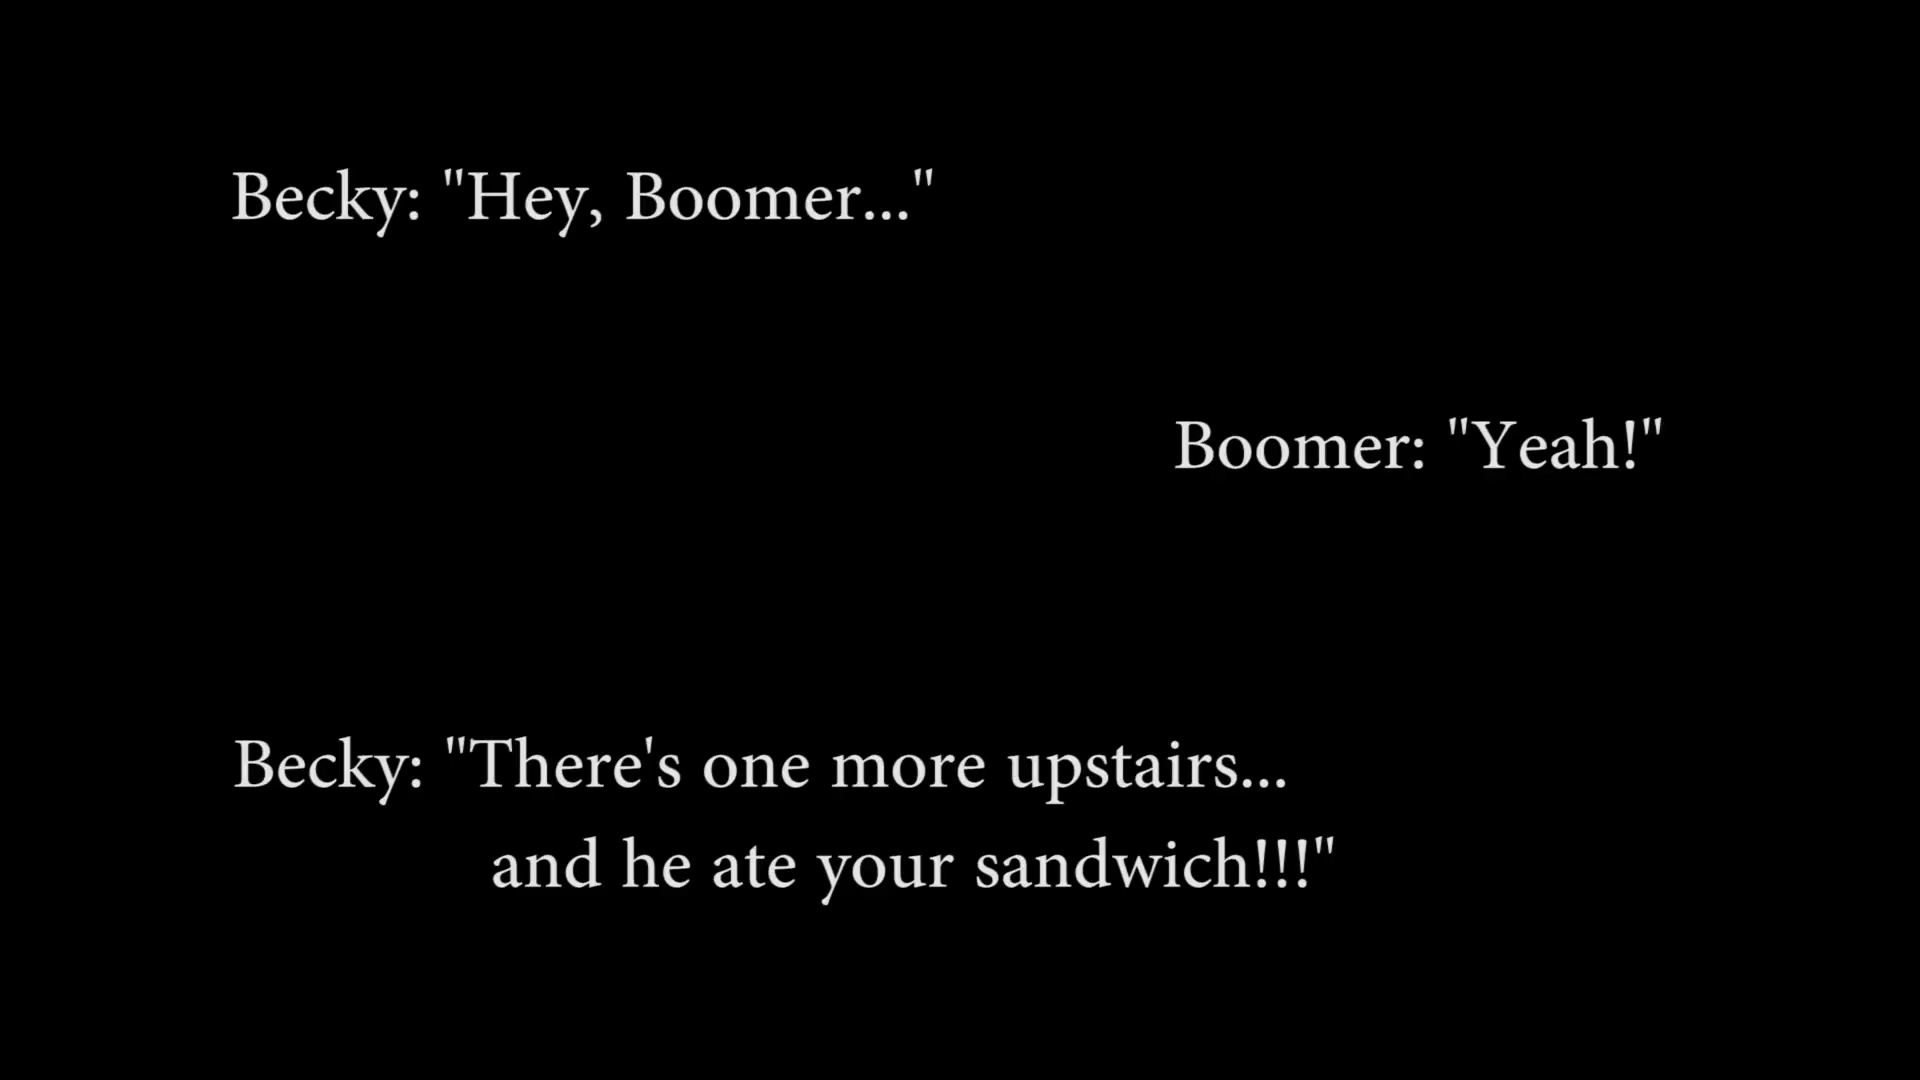 Becky: "Hey, Boomer..."
Boomer: "Yeah!"
Becky: "There's one more upstairs...
and he ate your sandwich!!!"